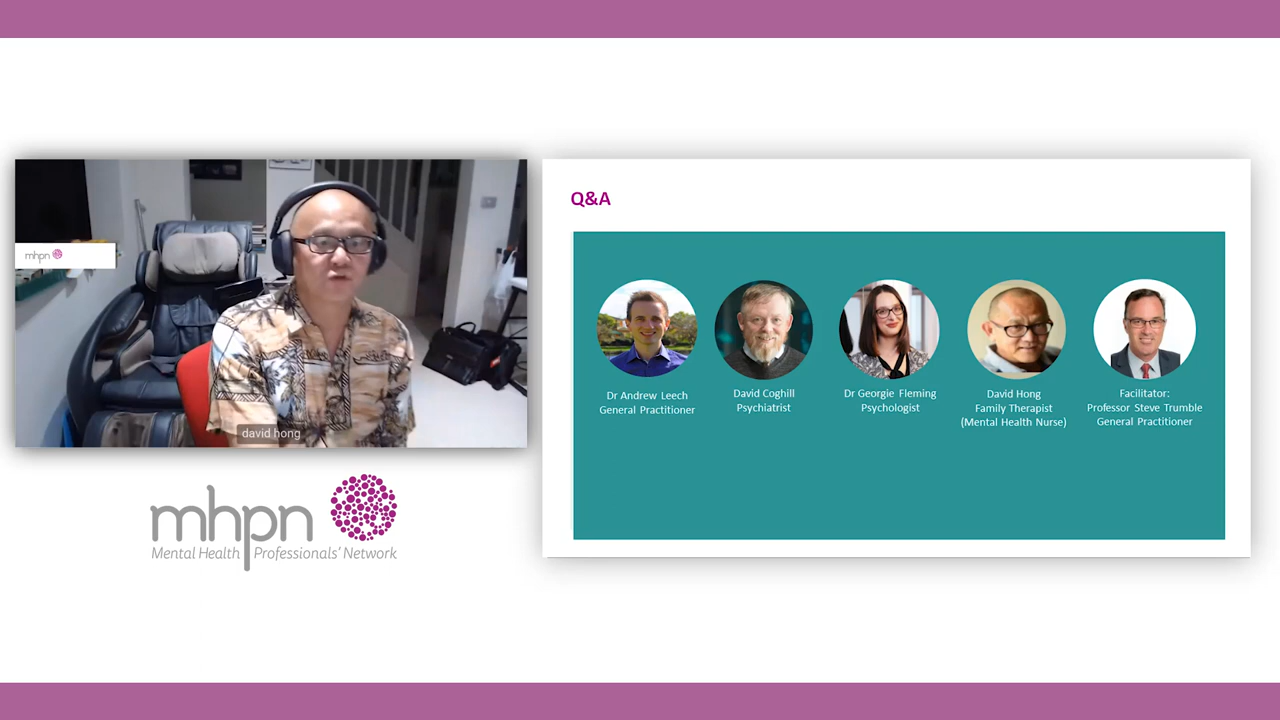 mhpn
david hong
mhpn
Mental Health Professionals' Network
Q&A
Dr Andrew Leech
General Practitioner
David Coghill
Psychiatrist
Dr Georgie Fleming
Psychologist
David Hong
Family Therapist
(Mental Health Nurse)
Facilitator:
Professor Steve Trumble
General Practitioner